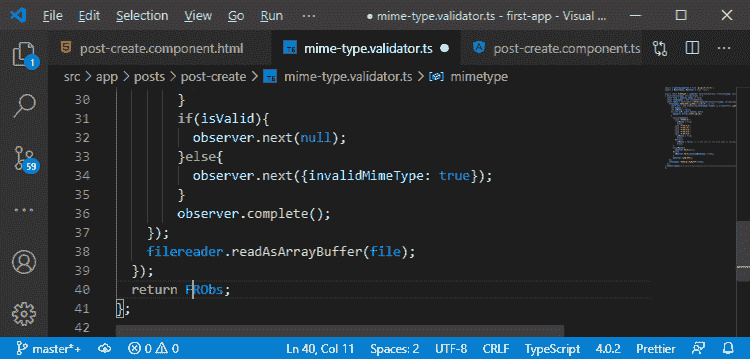 File Edit Selection View Go Run ··· ● mime-type.validator.ts - first-app - Visual ...
post-create.component.html TS mime-type.validator.ts ● post-create.component.ts
src > app > posts > post-create > TS mime-type.validator.ts > mimetype
1
59
30 }
31 if(isValid){
32 observer.next(null);
33 }else{
34 observer.next({invalidMimeType: true});
35 }
36 observer.complete();
37 });
38 filereader.readAsArrayBuffer(file);
39 });
40 return FRObs;
41 };
42
master*+ 0 0 Ln 40, Col 11 Spaces: 2 UTF-8 CRLF TypeScript 4.0.2 Prettier